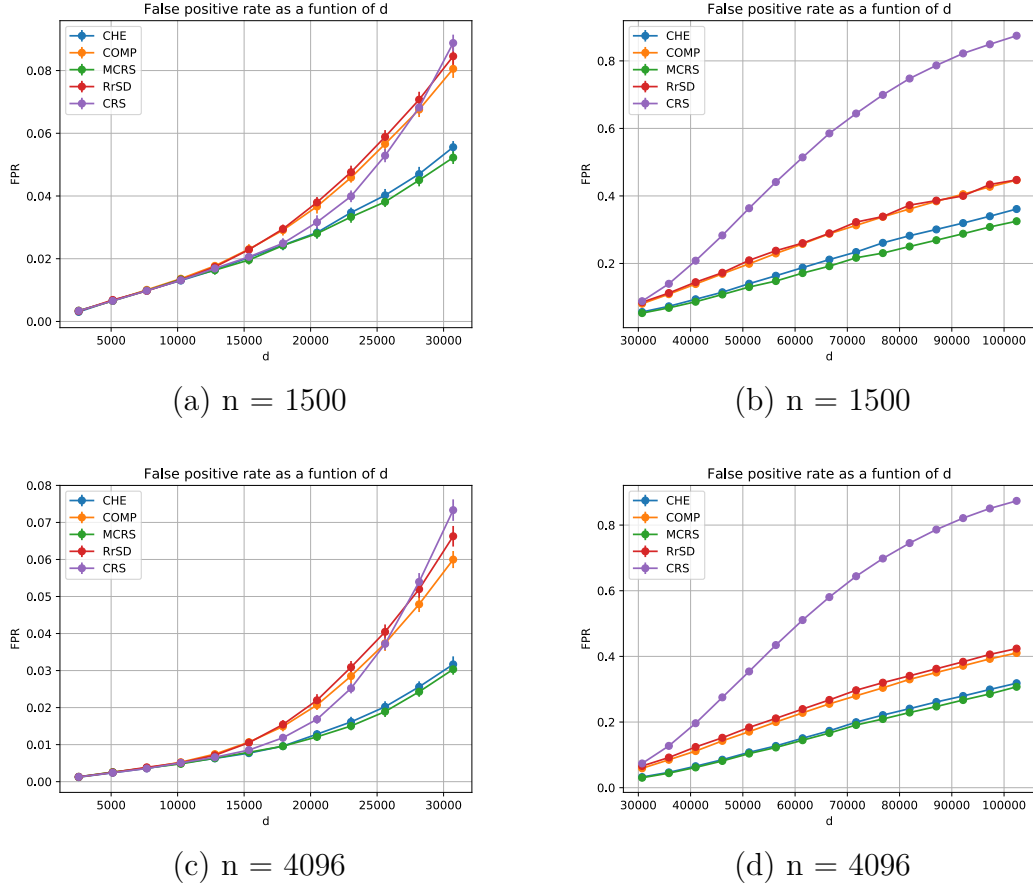 False positive rate as a funtion of d
CHE
COMP
MCRS
RrSD
CRS
FPR
0.08
0.06
0.04
0.02
0.00
5000 10000 15000 20000 25000 30000
d
(a) n = 1500
False positive rate as a funtion of d
CHE
COMP
MCRS
RrSD
CRS
FPR
0.8
0.6
0.4
0.2
30000 40000 50000 60000 70000 80000 90000 100000
d
(b) n = 1500
False positive rate as a funtion of d
CHE
COMP
MCRS
RrSD
CRS
FPR
0.08
0.07
0.06
0.05
0.04
0.03
0.02
0.01
0.00
5000 10000 15000 20000 25000 30000
d
(c) n = 4096
False positive rate as a funtion of d
CHE
COMP
MCRS
RrSD
CRS
FPR
0.8
0.6
0.4
0.2
0.0
30000 40000 50000 60000 70000 80000 90000 100000
d
(d) n = 4096